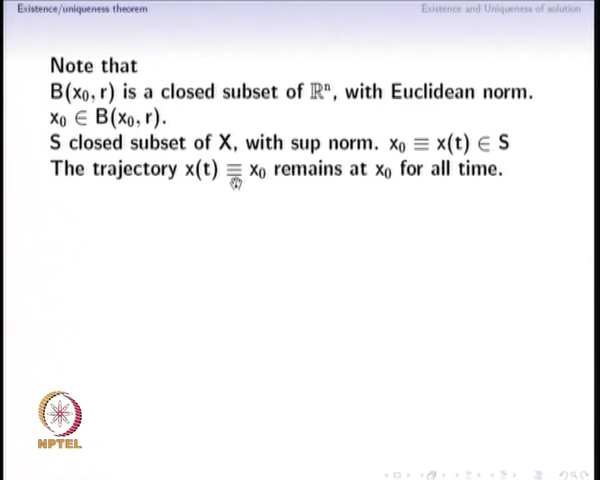 Existence/uniqueness theorem
Existence and Uniqueness of solution
Note that
B(x₀, r) is a closed subset of ℝⁿ, with Euclidean norm.
x₀ ∈ B(x₀, r).
S closed subset of X, with sup norm. x₀ ≡ x(t) ∈ S
The trajectory x(t) ≡ x₀ remains at x₀ for all time.
NPTEL